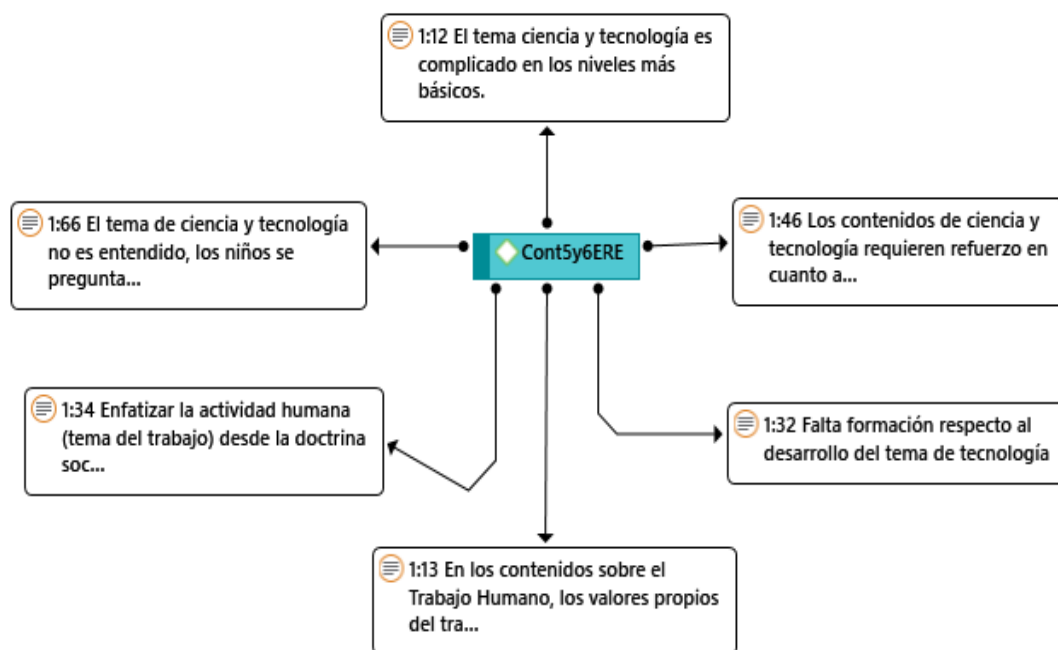 1:12 El tema ciencia y tecnología es
complicado en los niveles más
básicos.
1:66 El tema de ciencia y tecnología
no es entendido, los niños se
pregunta...
Cont5y6ERE
1:46 Los contenidos de ciencia y
tecnología requieren refuerzo en
cuanto a...
1:34 Enfatizar la actividad humana
(tema del trabajo) desde la doctrina
soc...
1:32 Falta formación respecto al
desarrollo del tema de tecnología
1:13 En los contenidos sobre el
Trabajo Humano, los valores propios
del tra...